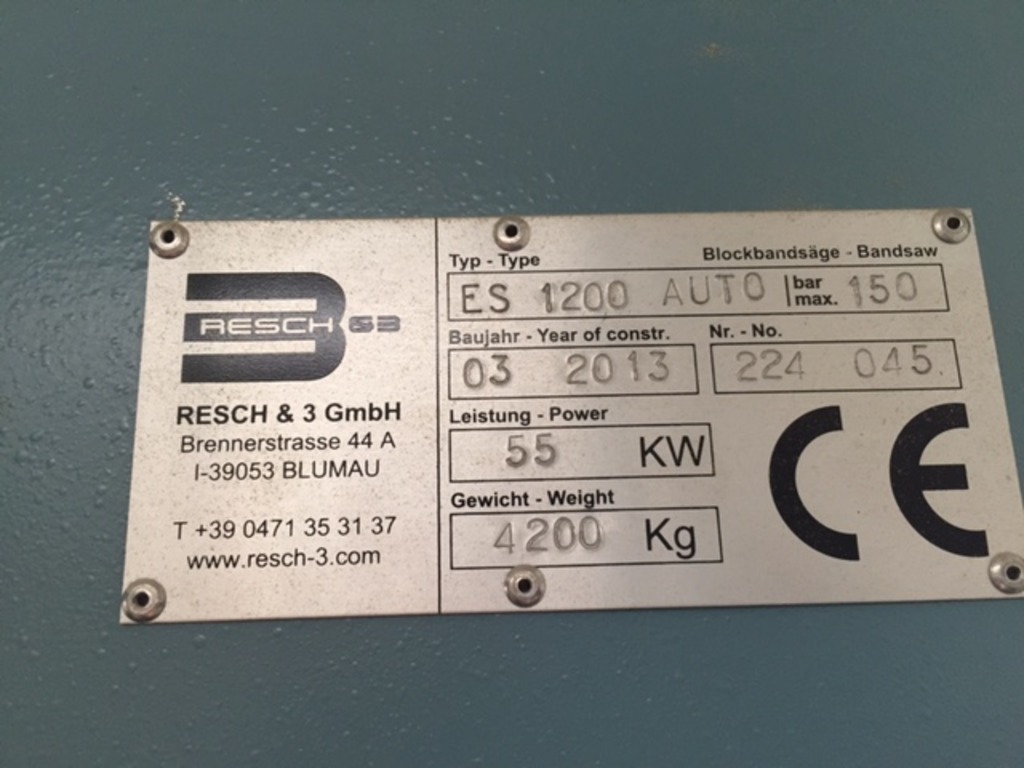 RESCH &3
RESCH & 3 GmbH
Brennerstrasse 44 A
I-39053 BLUMAU
T +39 0471 35 31 37
www.resch-3.com
Typ - Type Blockbandsäge - Bandsaw
ES 1200 AUTO bar max. 150
Baujahr - Year of constr. Nr. - No.
03 2013 224 045.
Leistung - Power
55 KW
Gewicht - Weight
4200 Kg
CE